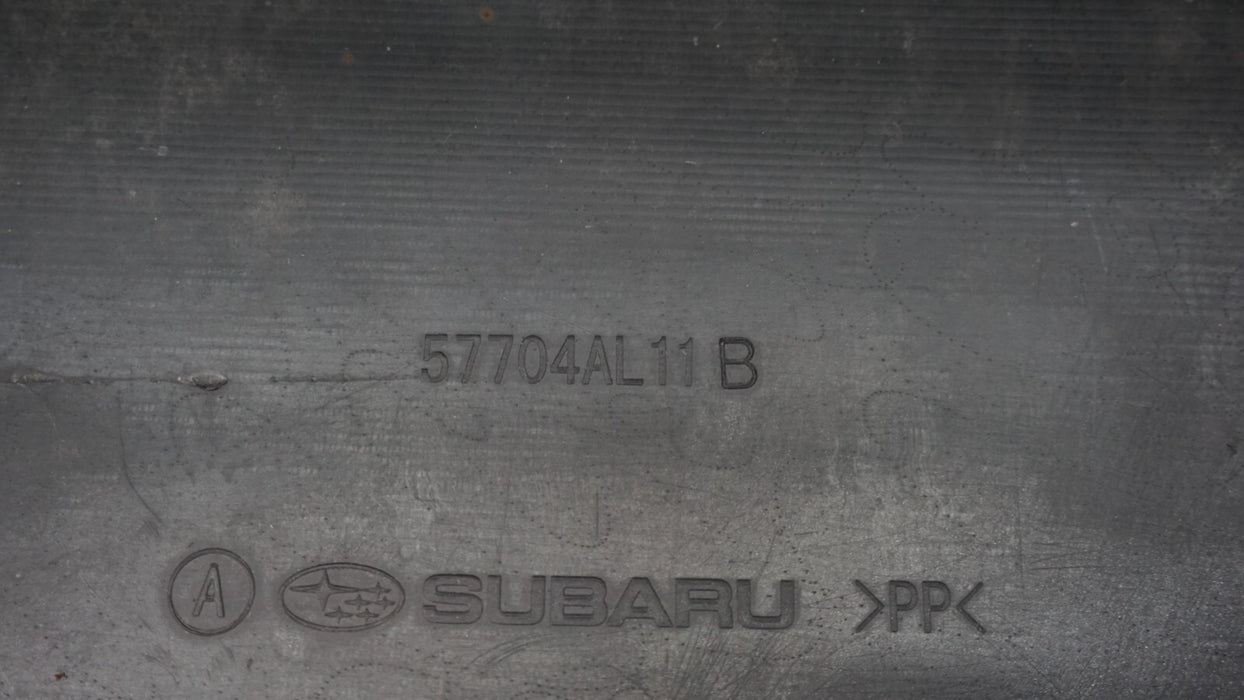 57704AL11 B
A SUBARU >PP<